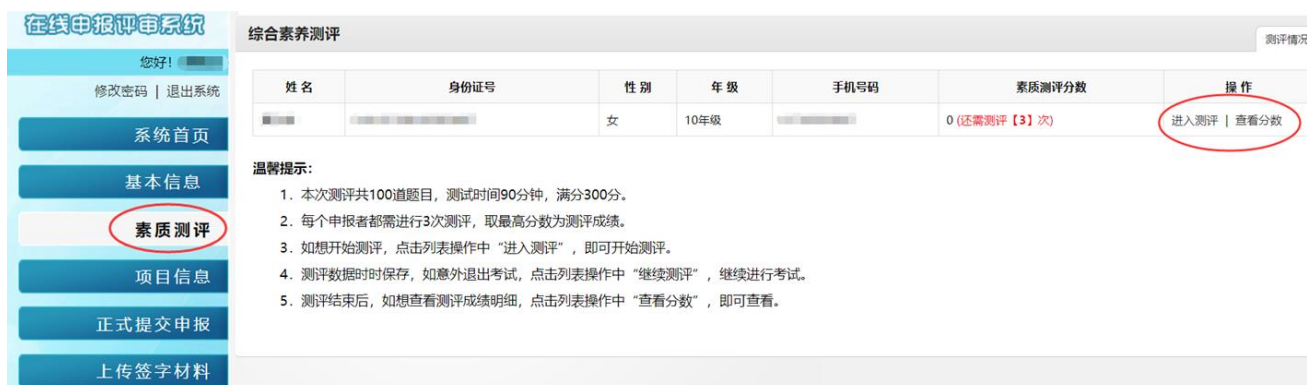 在线申报评审系统
您好!
修改密码 | 退出系统
系统首页
基本信息
素质测评
项目信息
正式提交申报
上传签字材料
综合素养测评
测评情况
姓 名 身份证号 性 别 年 级 手机号码 素质测评分数 操 作
女 10年级 0 (还需测评【3】次) 进入测评 | 查看分数
温馨提示:
1. 本次测评共100道题目, 测试时间90分钟, 满分300分。
2. 每个申报者都需进行3次测评, 取最高分数为测评成绩。
3. 如想开始测评, 点击列表操作中“进入测评”, 即可开始测评。
4. 测评数据时时保存, 如意外退出考试, 点击列表操作中“继续测评”, 继续进行考试。
5. 测评结束后, 如想查看测评成绩明细, 点击列表操作中“查看分数”, 即可查看。